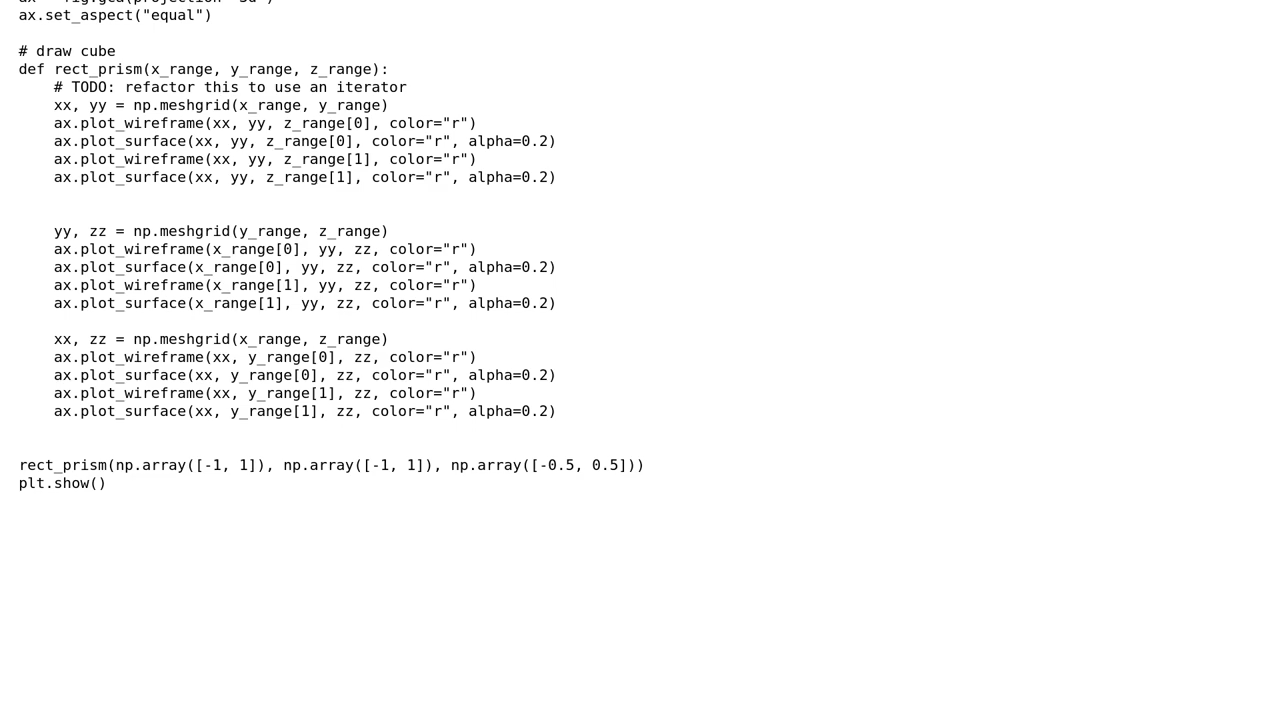 ax.set_aspect("equal")
# draw cube
def rect_prism(x_range, y_range, z_range):
    # TODO: refactor this to use an iterator
    xx, yy = np.meshgrid(x_range, y_range)
    ax.plot_wireframe(xx, yy, z_range[0], color="r")
    ax.plot_surface(xx, yy, z_range[0], color="r", alpha=0.2)
    ax.plot_wireframe(xx, yy, z_range[1], color="r")
    ax.plot_surface(xx, yy, z_range[1], color="r", alpha=0.2)
    yy, zz = np.meshgrid(y_range, z_range)
    ax.plot_wireframe(x_range[0], yy, zz, color="r")
    ax.plot_surface(x_range[0], yy, zz, color="r", alpha=0.2)
    ax.plot_wireframe(x_range[1], yy, zz, color="r")
    ax.plot_surface(x_range[1], yy, zz, color="r", alpha=0.2)
    xx, zz = np.meshgrid(x_range, z_range)
    ax.plot_wireframe(xx, y_range[0], zz, color="r")
    ax.plot_surface(xx, y_range[0], zz, color="r", alpha=0.2)
    ax.plot_wireframe(xx, y_range[1], zz, color="r")
    ax.plot_surface(xx, y_range[1], zz, color="r", alpha=0.2)
rect_prism(np.array([-1, 1]), np.array([-1, 1]), np.array([-0.5, 0.5]))
plt.show()